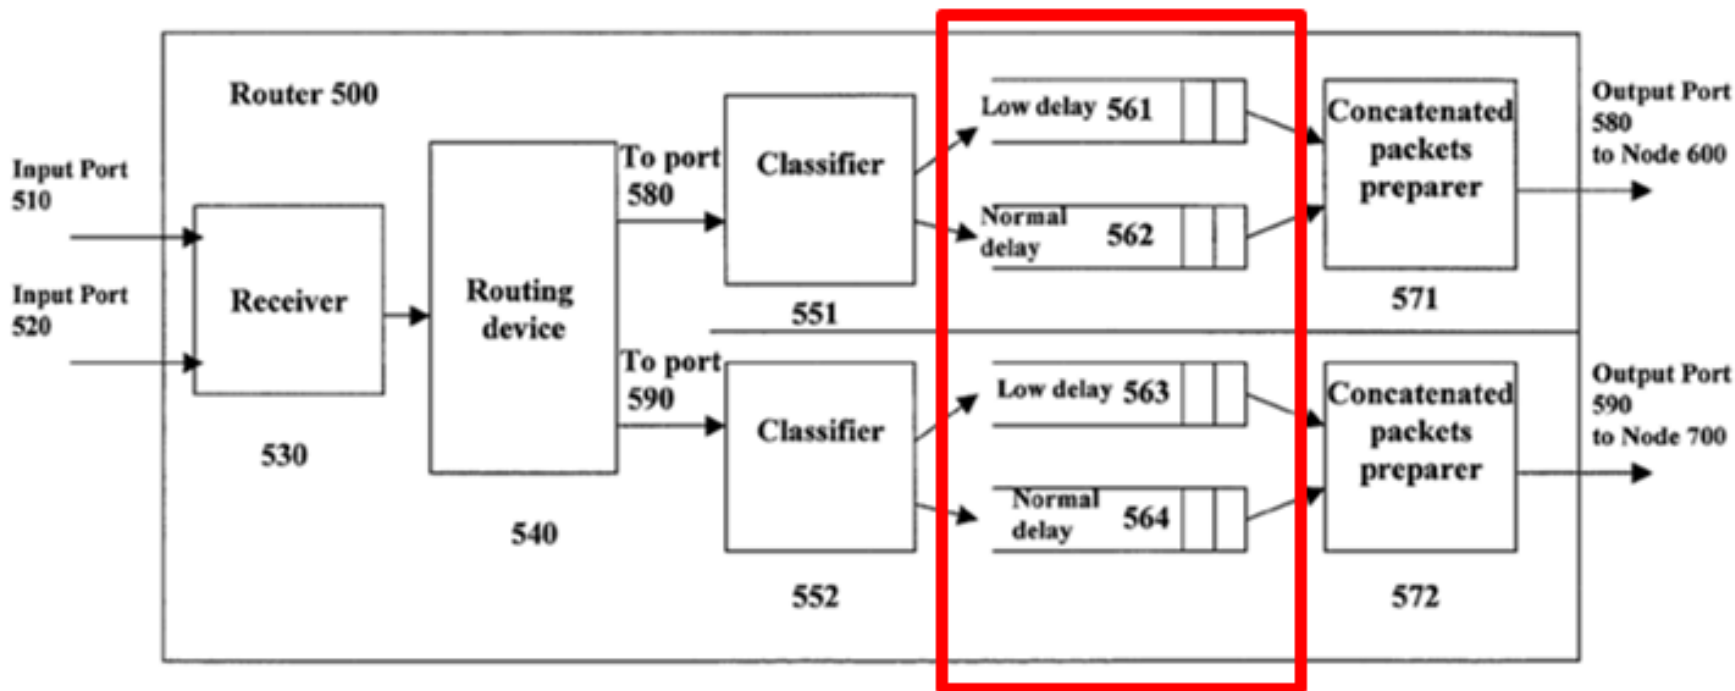 Router 500
Input Port
510
Input Port
520
Receiver
530
Routing
device
540
To port
580
To port
590
Classifier
551
Classifier
552
Low delay 561
Normal
delay
562
Low delay 563
Normal
delay
564
Concatenated
packets
preparer
571
Concatenated
packets
preparer
572
Output Port
580
to Node 600
Output Port
590
to Node 700